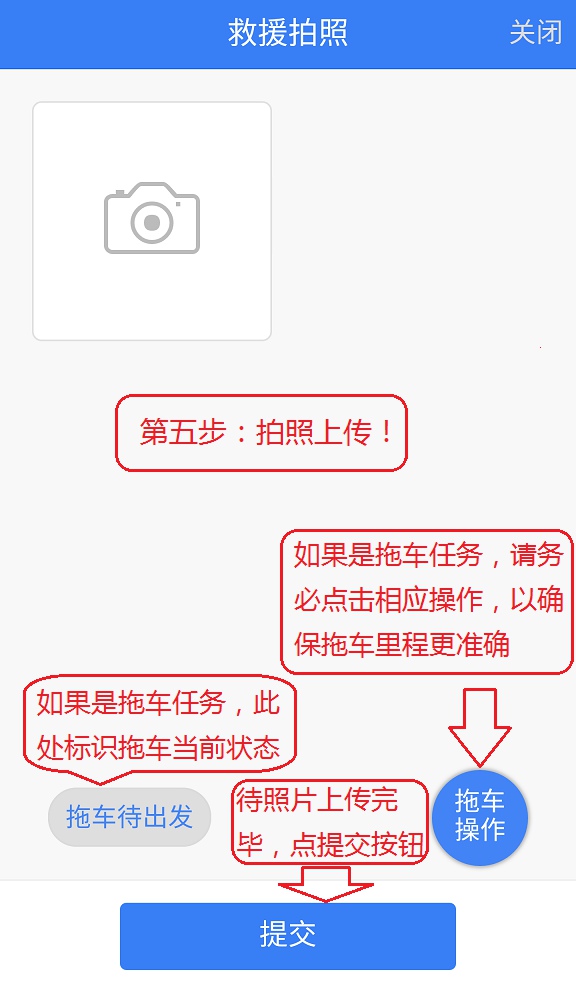 救援拍照
关闭
第五步：拍照上传！
如果是拖车任务，请务
必点击相应操作，以确
保拖车里程更准确
如果是拖车任务，此
处标识拖车当前状态
拖车待出发
待照片上传完
毕，点提交按钮
拖车
操作
提交